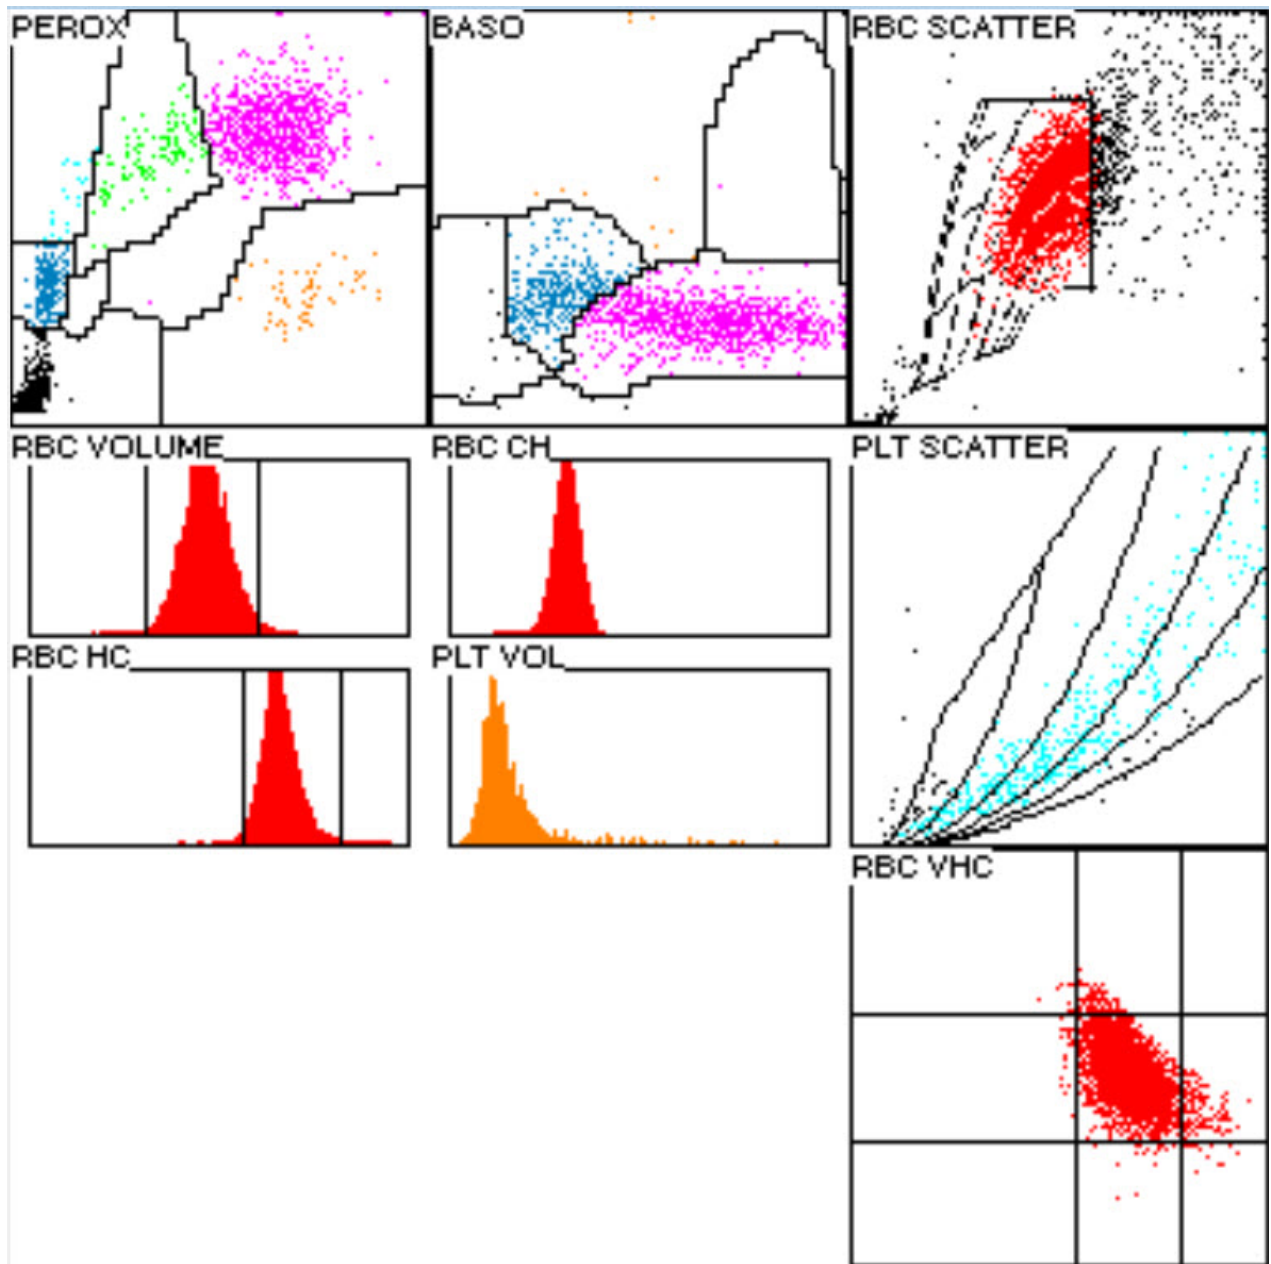 PEROX
BASO
RBC SCATTER
RBC VOLUME
RBC CH
PLT SCATTER
RBC HC
PLT VOL
RBC VHC